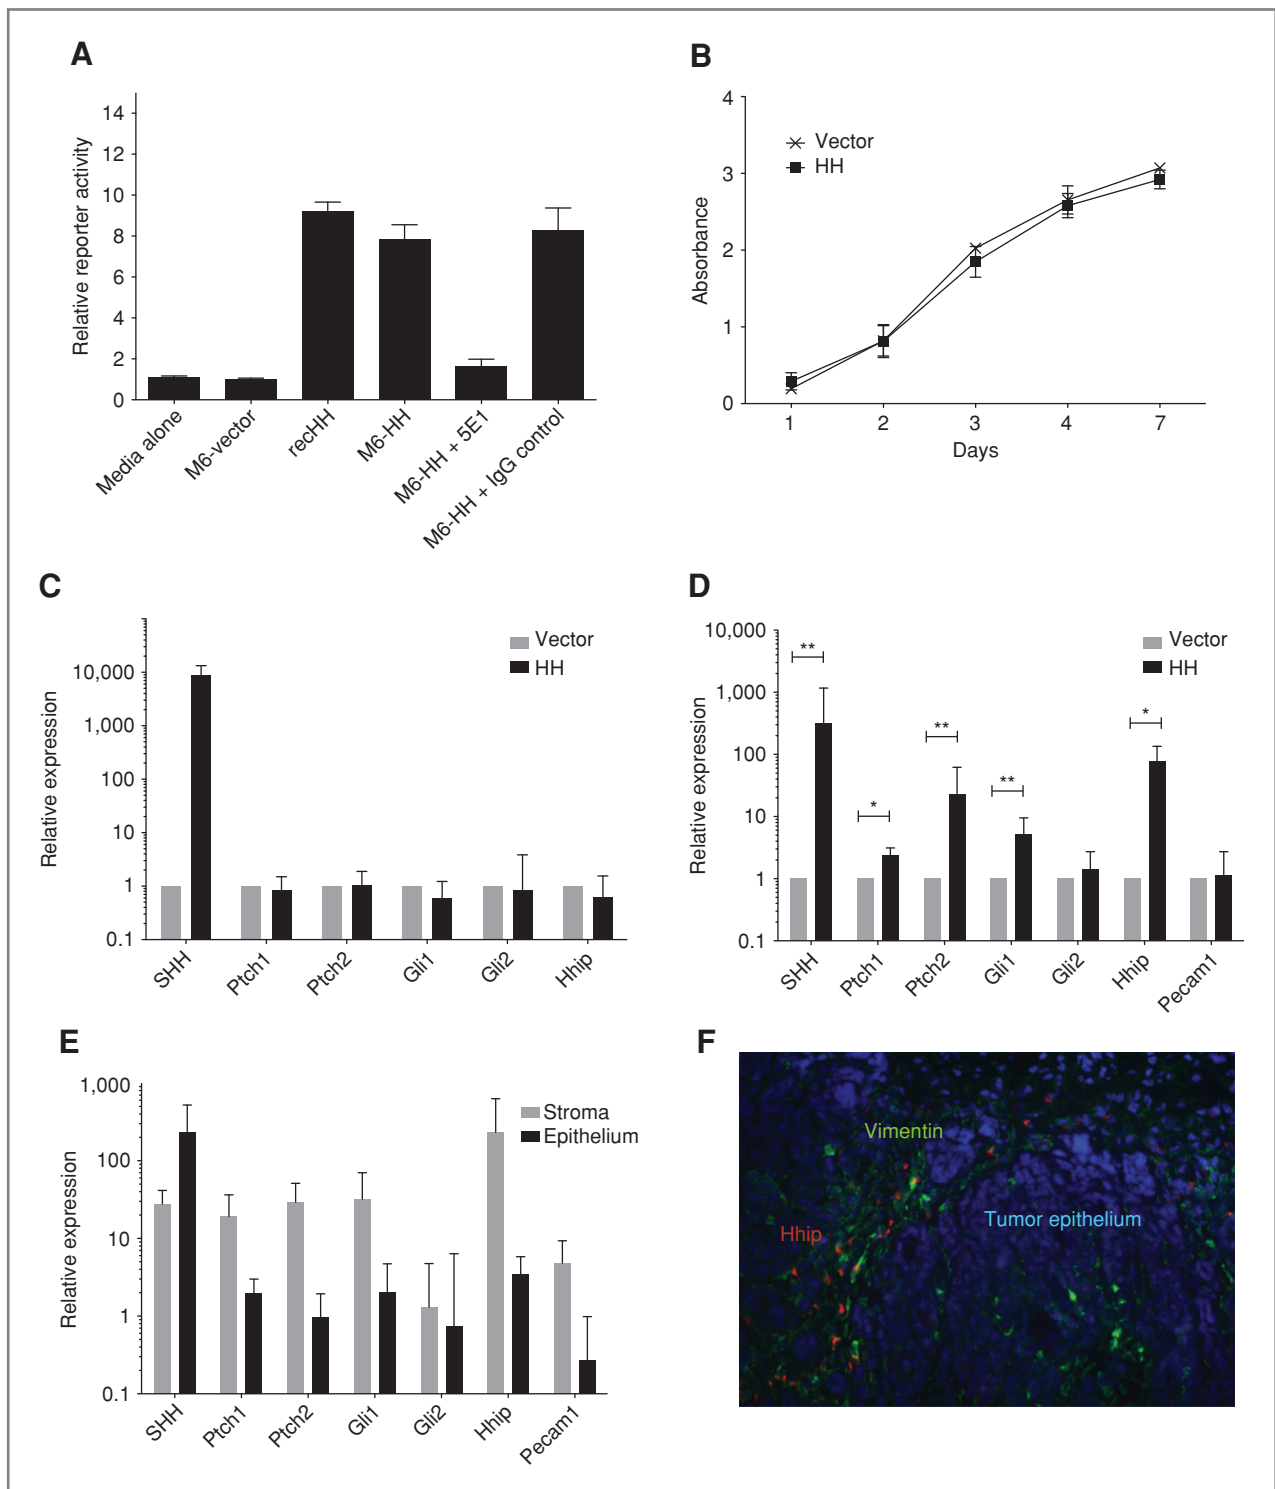 A
Relative reporter activity
14
12
10
8
6
4
2
0
Media alone
M6-vector
recHH
M6-HH
M6-HH + 5E1
M6-HH + IgG control
B
Absorbance
4
3
2
1
0
Vector
HH
1 2 3 4 7
Days
C
Relative expression
10,000
1,000
100
10
1
0.1
Vector
HH
SHH
Ptch1
Ptch2
Gli1
Gli2
Hhip
D
Relative expression
10,000
1,000
100
10
1
0.1
Vector
HH
**
*
**
**
*
SHH
Ptch1
Ptch2
Gli1
Gli2
Hhip
Pecam1
E
Relative expression
1,000
100
10
1
0.1
Stroma
Epithelium
SHH
Ptch1
Ptch2
Gli1
Gli2
Hhip
Pecam1
F
Vimentin
Tumor epithelium
Hhip